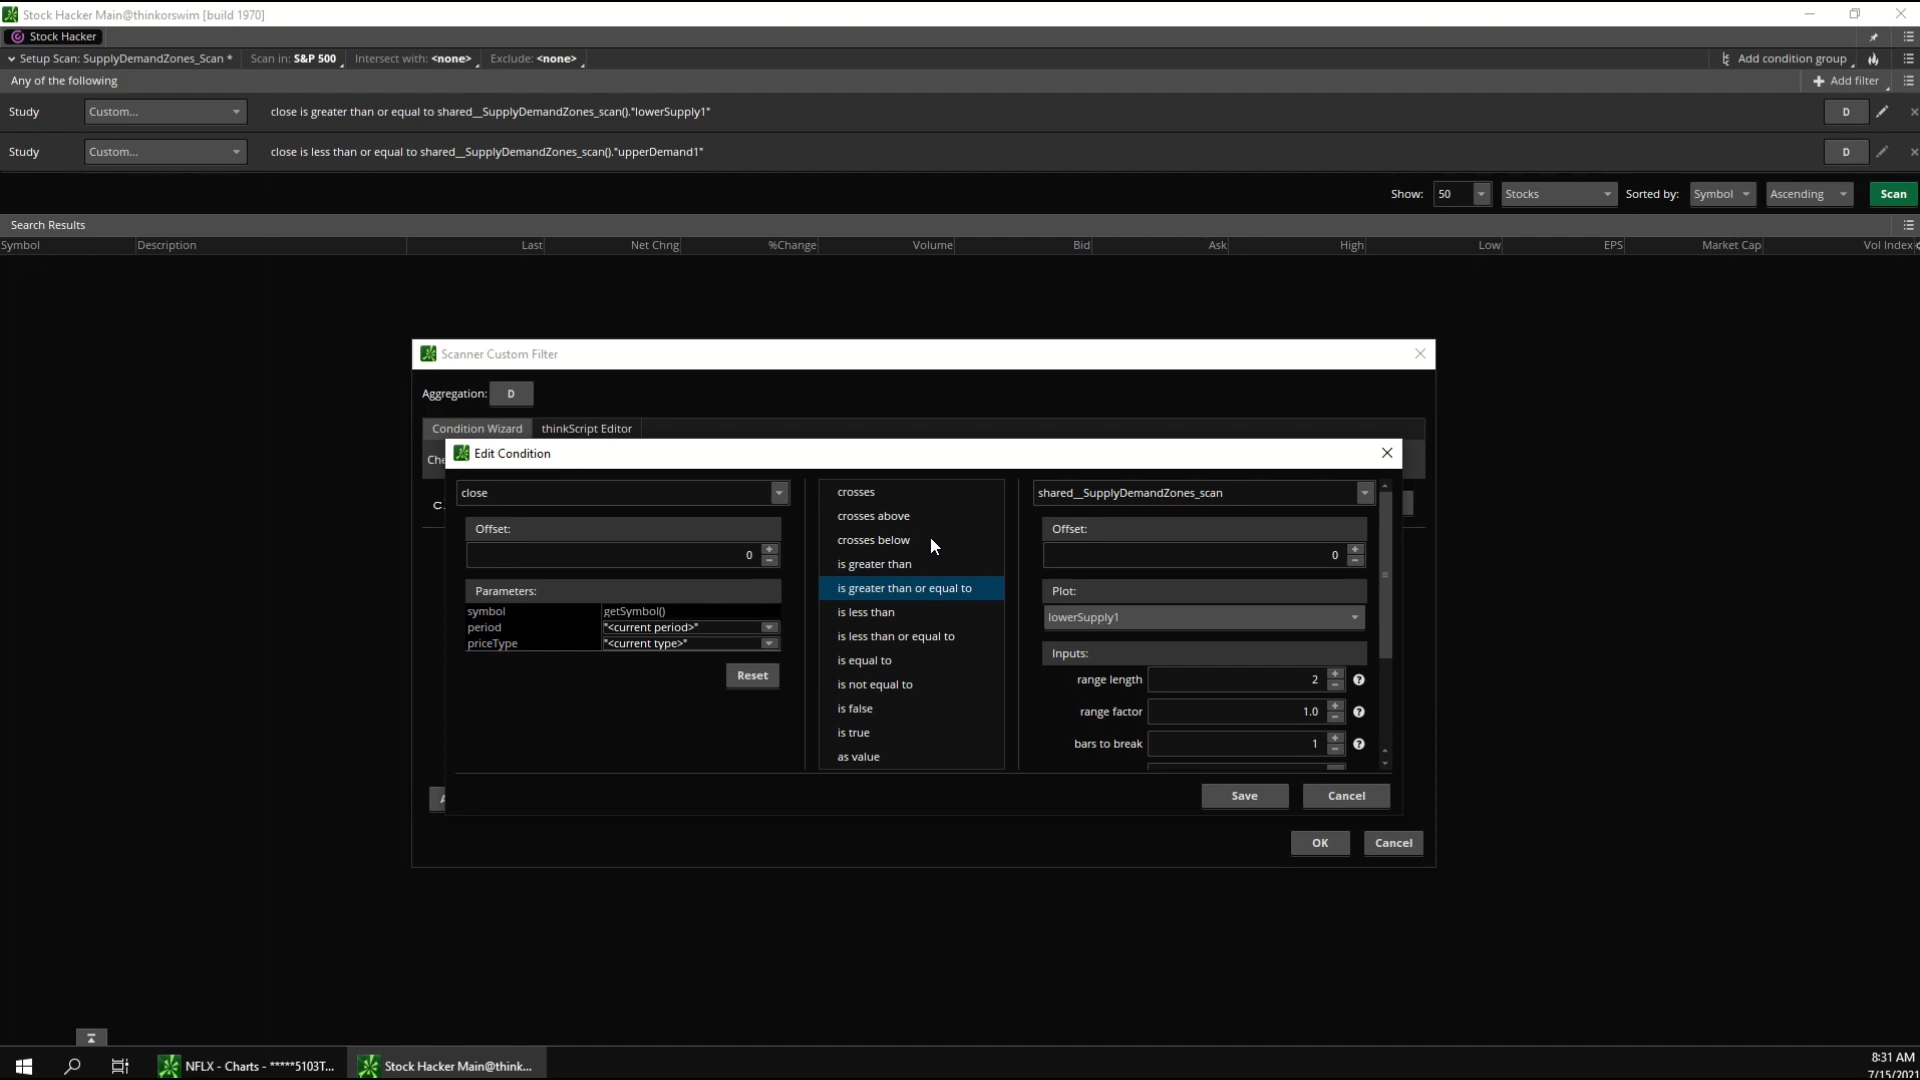 Stock Hacker Main@thinkorswim [build 1970]
Stock Hacker
Setup Scan: SupplyDemandZones_Scan * Scan in: S&P 500 Intersect with: <none> Exclude: <none> Add condition group
Any of the following Add filter
Study Custom... close is greater than or equal to shared__SupplyDemandZones_scan()."lowerSupply1" D
Study Custom... close is less than or equal to shared__SupplyDemandZones_scan()."upperDemand1" D
Show: 50 Stocks Sorted by: Symbol Ascending Scan
Search Results
Symbol Description Last Net Chng %Change Volume Bid Ask High Low EPS Market Cap Vol Index
Scanner Custom Filter
Aggregation: D
Condition Wizard thinkScript Editor
Edit Condition
close
Offset:
0
Parameters:
symbol getSymbol()
period "<current period>"
priceType "<current type>"
Reset
crosses
crosses above
crosses below
is greater than
is greater than or equal to
is less than
is less than or equal to
is equal to
is not equal to
is false
is true
as value
shared__SupplyDemandZones_scan
Offset:
0
Plot:
lowerSupply1
Inputs:
range length 2
range factor 1.0
bars to break 1
Save Cancel
OK Cancel
NFLX - Charts - *****5103T... Stock Hacker Main@think...
8:31 AM
7/15/2021